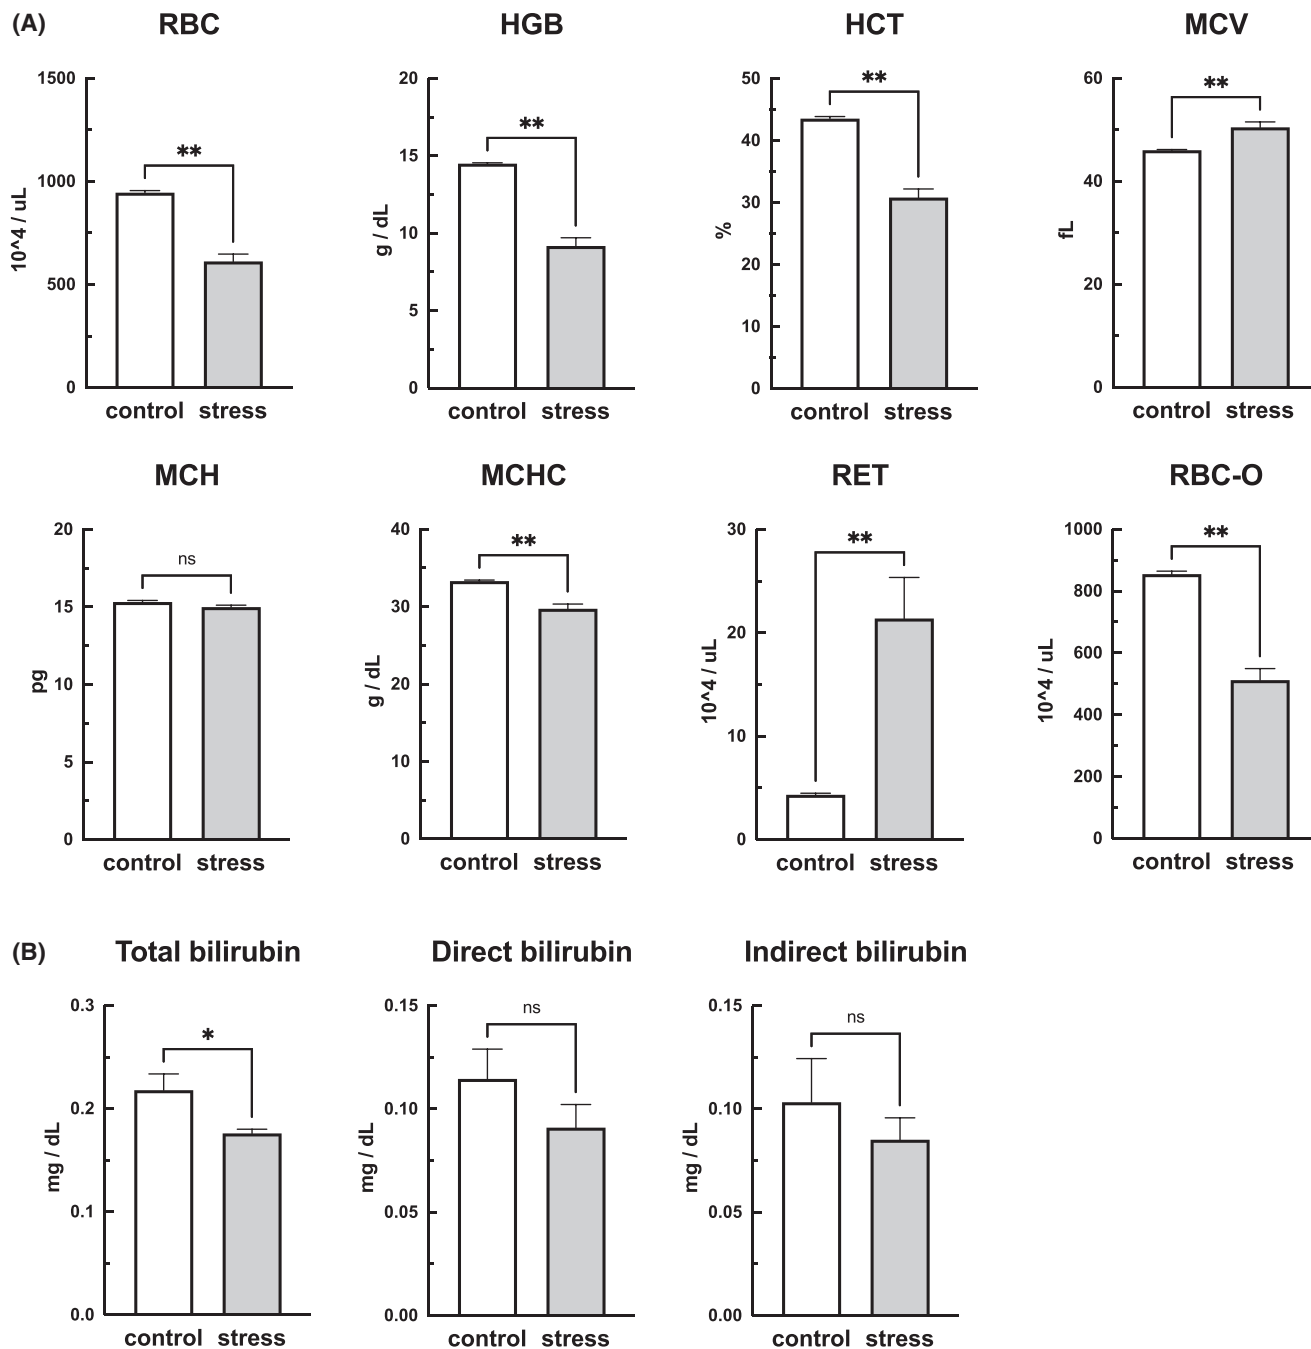 (A) RBC HGB HCT MCV
1500 1000 500 0 10^4 / uL ** control stress
20 15 10 5 0 g / dL ** control stress
50 40 30 20 10 0 % ** control stress
60 40 20 0 fL ** control stress
MCH MCHC RET RBC-O
20 15 10 5 0 pg ns control stress
40 30 20 10 0 g / dL ** control stress
30 20 10 0 10^4 / uL ** control stress
1000 800 600 400 200 0 10^4 / uL ** control stress
(B) Total bilirubin Direct bilirubin Indirect bilirubin
0.3 0.2 0.1 0.0 mg / dL * control stress
0.15 0.10 0.05 0.00 mg / dL ns control stress
0.15 0.10 0.05 0.00 mg / dL ns control stress